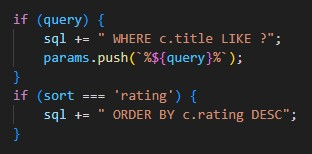 if (query) {
    sql += " WHERE c.title LIKE ?";
    params.push(`%${query}%`);
}
if (sort === 'rating') {
    sql += " ORDER BY c.rating DESC";
}